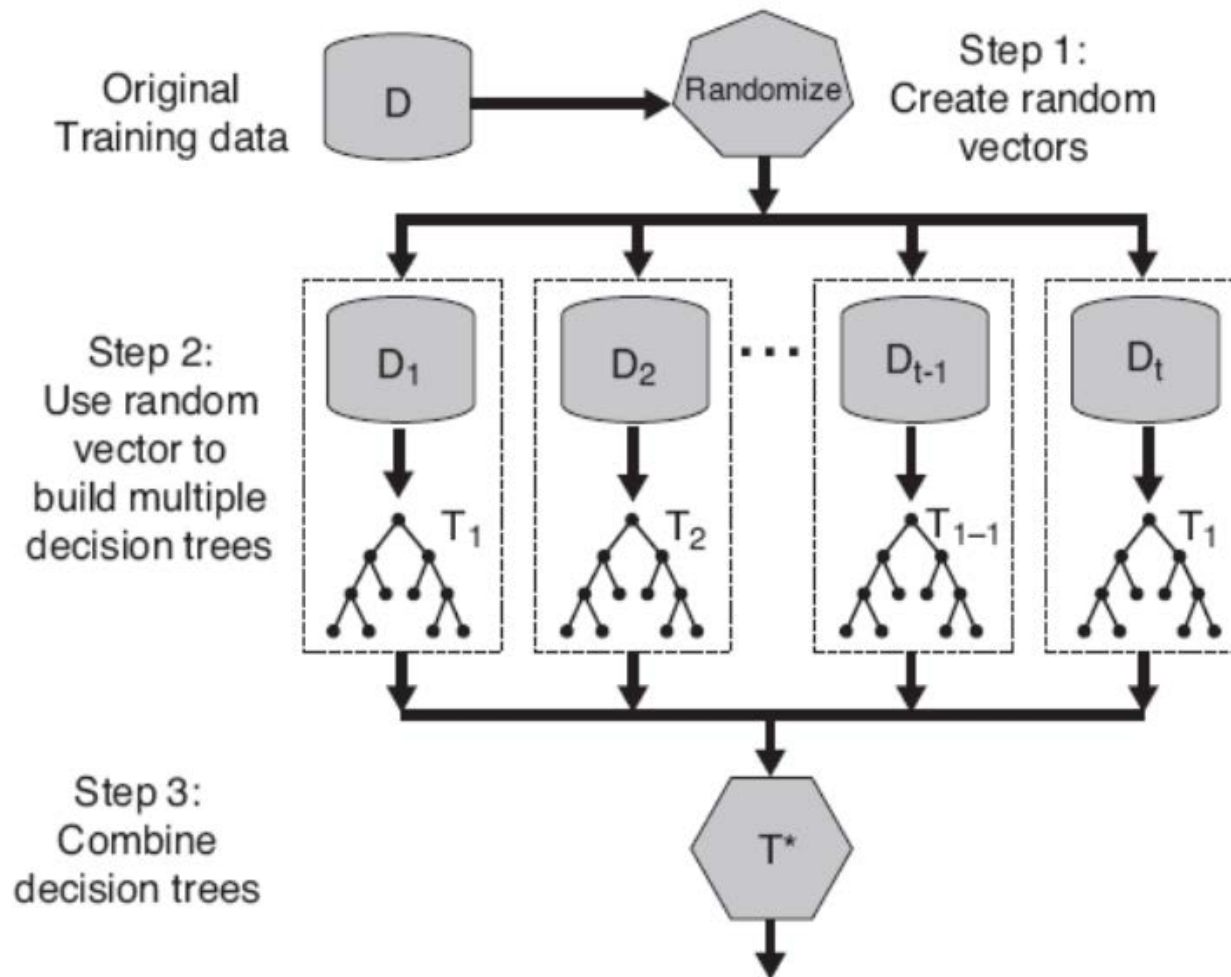 Original
Training data
D
Randomize
Step 1:
Create random
vectors
Step 2:
Use random
vector to
build multiple
decision trees
D₁
D₂
...
Dₜ₋₁
Dₜ
T₁
T₂
T₁₋₁
T₁
Step 3:
Combine
decision trees
T*